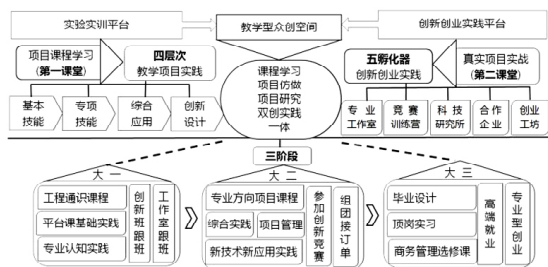 实验实训平台
教学型众创空间
创新创业实践平台
项目课程学习
(第一课堂)
四层次
教学项目实践
五孵化器
创新创业实践
真实项目实战
(第二课堂)
课程学习
项目仿做
项目研究
双创实践
一体
基本
技能
专项
技能
综合
应用
创新
设计
专业
工作室
竞赛
训练营
科技
研究所
合作
企业
创业
工坊
三阶段
大一
工程通识课程
平台课基础实践
专业认知实践
创新班跟班
工作室跟班
大二
专业方向项目课程
综合实践
项目管理
新技术新应用实践
参加创新竞赛
组团接订单
大三
毕业设计
顶岗实习
商务管理选修课
高端就业
专业型创业